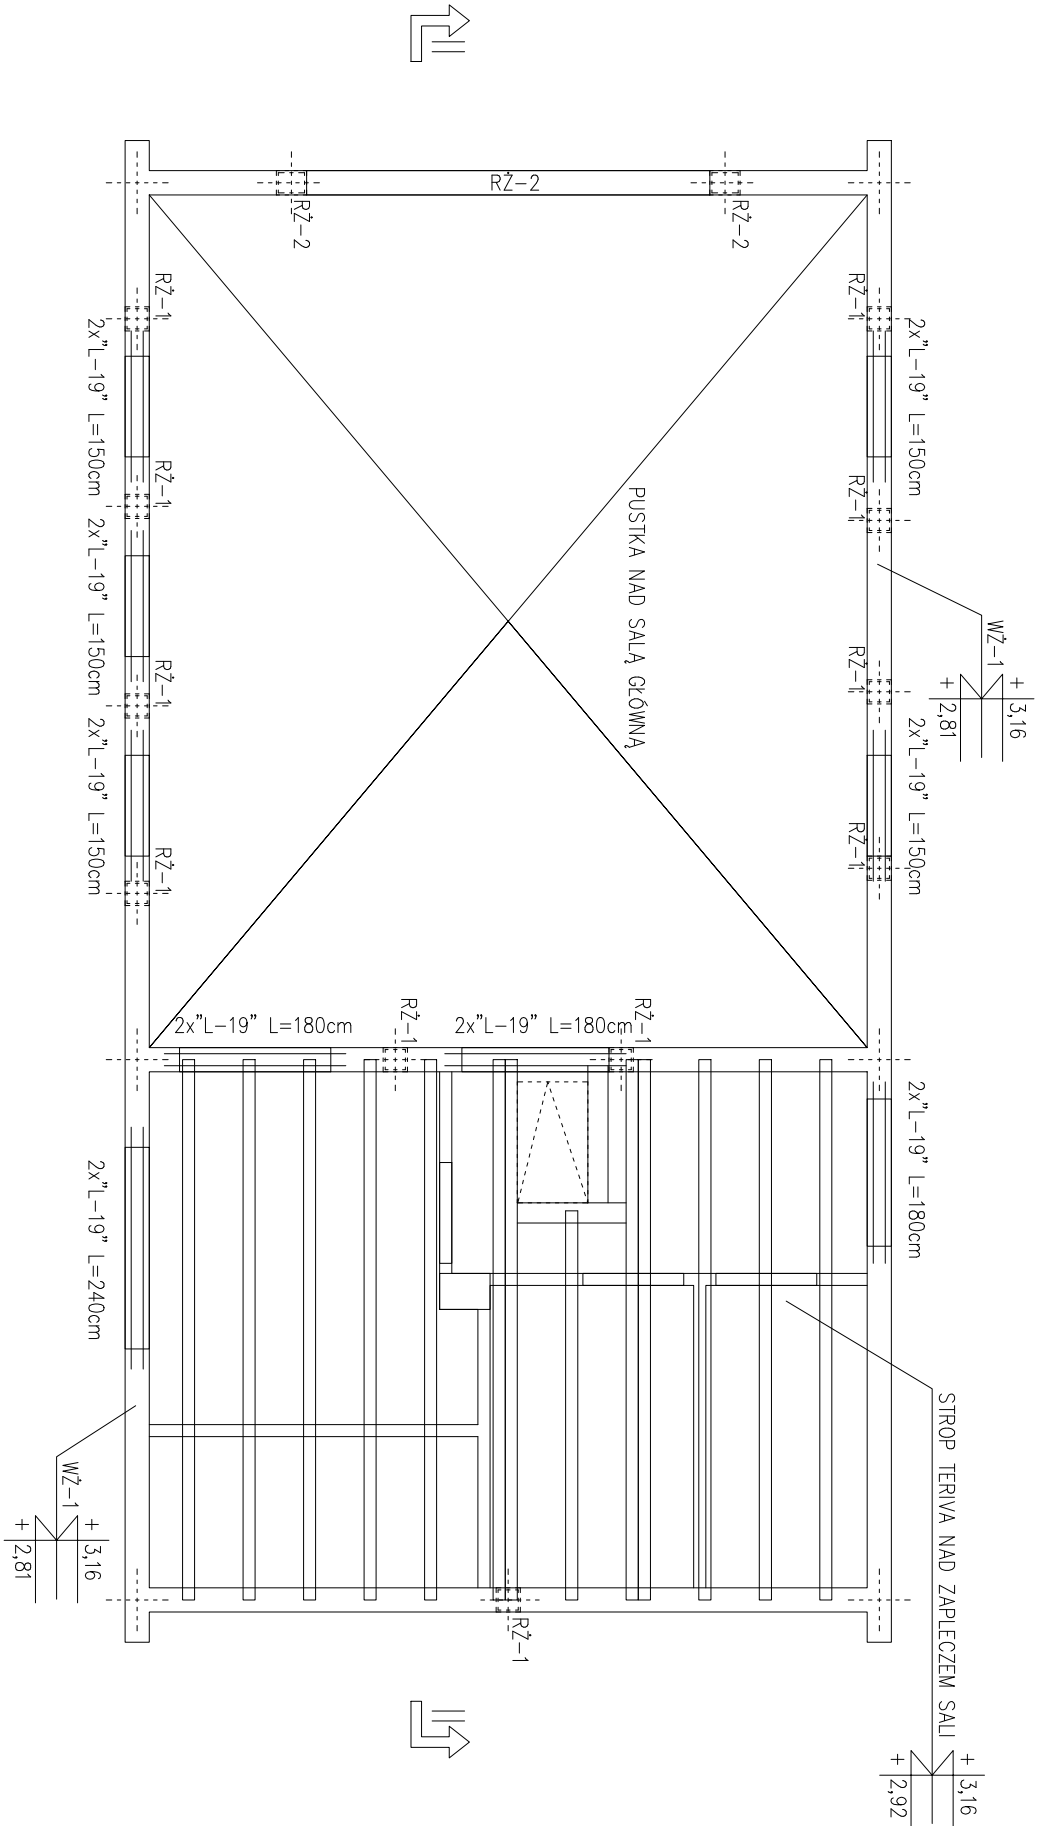 RŻ-2
RŻ-2
RŻ-2
RŻ-1
RŻ-1
2x"L-19" L=150cm
2x"L-19" L=150cm
RŻ-1
RŻ-1
PUSTKA NAD SALĄ GŁÓWNĄ
2x"L-19" L=150cm
WŻ-1
+ 3,16
+ 2,81
RŻ-1
RŻ-1
2x"L-19" L=150cm
2x"L-19" L=150cm
RŻ-1
RŻ-1
2x"L-19" L=180cm
RŻ-1
2x"L-19" L=180cm
RŻ-1
2x"L-19" L=180cm
2x"L-19" L=240cm
STROP TERIVA NAD ZAPLECZEM SALI
+ 3,16
+ 2,92
WŻ-1
+ 3,16
+ 2,81
RŻ-1